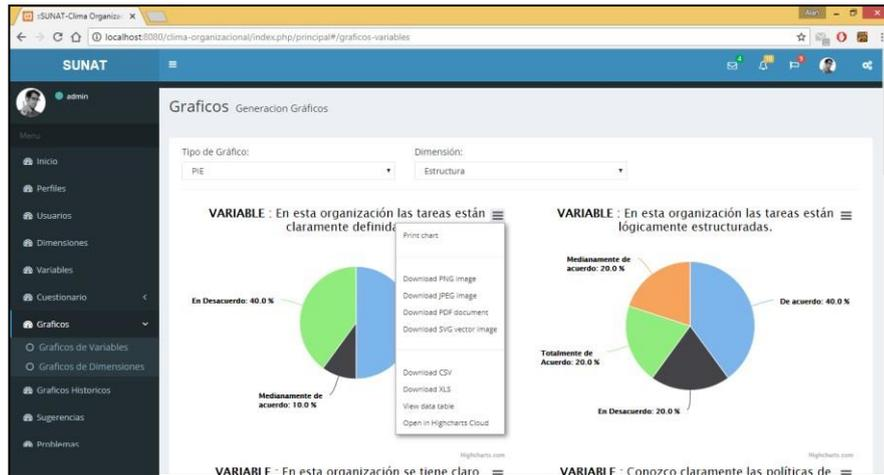 :SUNAT-Clima Organizac
Alan
localhost:8080/clima-organizacional/index.php/principal#/graficos-variables
SUNAT
admin
Menu
Inicio
Perfiles
Usuarios
Dimensiones
Variables
Cuestionario
Graficos
Graficos de Variables
Graficos de Dimensiones
Graficos Historicos
Sugerencias
Problemas
Graficos Generacion Gráficos
Tipo de Gráfico:
PIE
Dimensión:
Estructura
VARIABLE : En esta organización las tareas están
claramente definida
En Desacuerdo: 40.0 %
Medianamente de
acuerdo: 10.0 %
Print chart
Download PNG image
Download JPEG image
Download PDF document
Download SVG vector image
Download CSV
Download XLS
View data table
Open in Highcharts Cloud
Highcharts.com
VARIABLE : En esta organización las tareas están
lógicamente estructuradas.
Medianamente de
acuerdo: 20.0 %
De acuerdo: 40.0 %
Totalmente de
Acuerdo: 20.0 %
En Desacuerdo: 20.0 %
Highcharts.com
VARIABLE : En esta organización se tiene claro
VARIABLE : Conozco claramente las políticas de